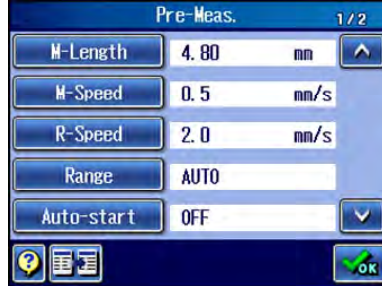 Pre-Meas. 1/2
M-Length 4.80 mm
M-Speed 0.5 mm/s
R-Speed 2.0 mm/s
Range AUTO
Auto-start OFF
OK